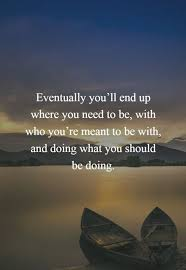 Eventually you'll end up
where you need to be, with
who you're meant to be with,
and doing what you should
be doing.